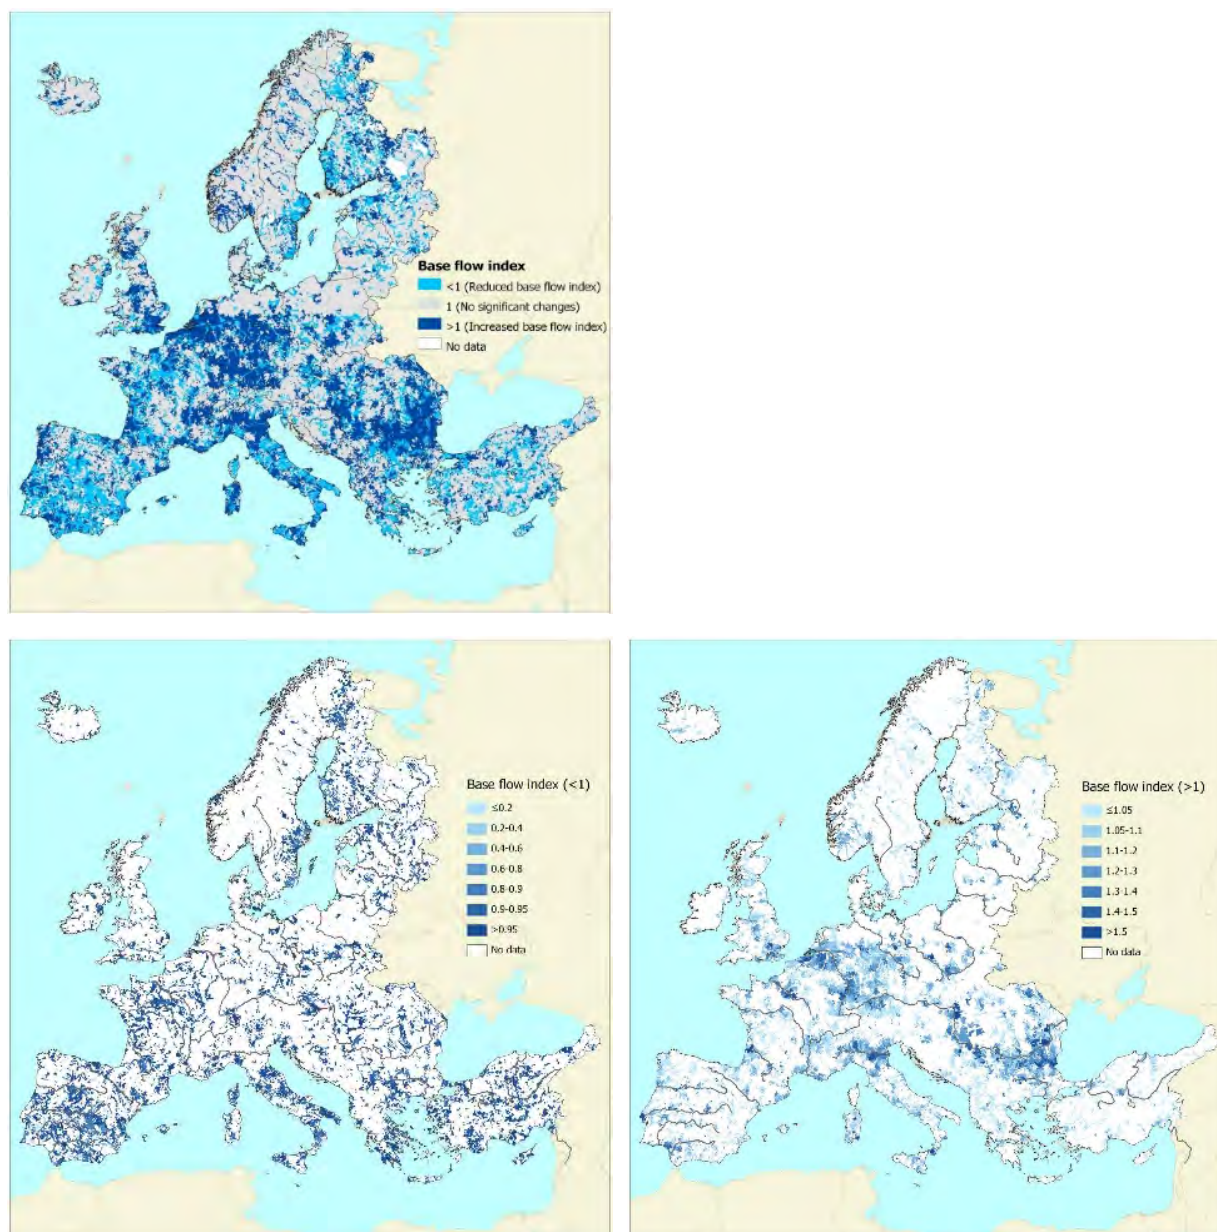 Base flow index
<1 (Reduced base flow index)
1 (No significant changes)
>1 (Increased base flow index)
No data
Base flow index (<1)
≤0.2
0.2-0.4
0.4-0.6
0.6-0.8
0.8-0.9
0.9-0.95
>0.95
No data
Base flow index (>1)
≤1.05
1.05-1.1
1.1-1.2
1.2-1.3
1.3-1.4
1.4-1.5
>1.5
No data